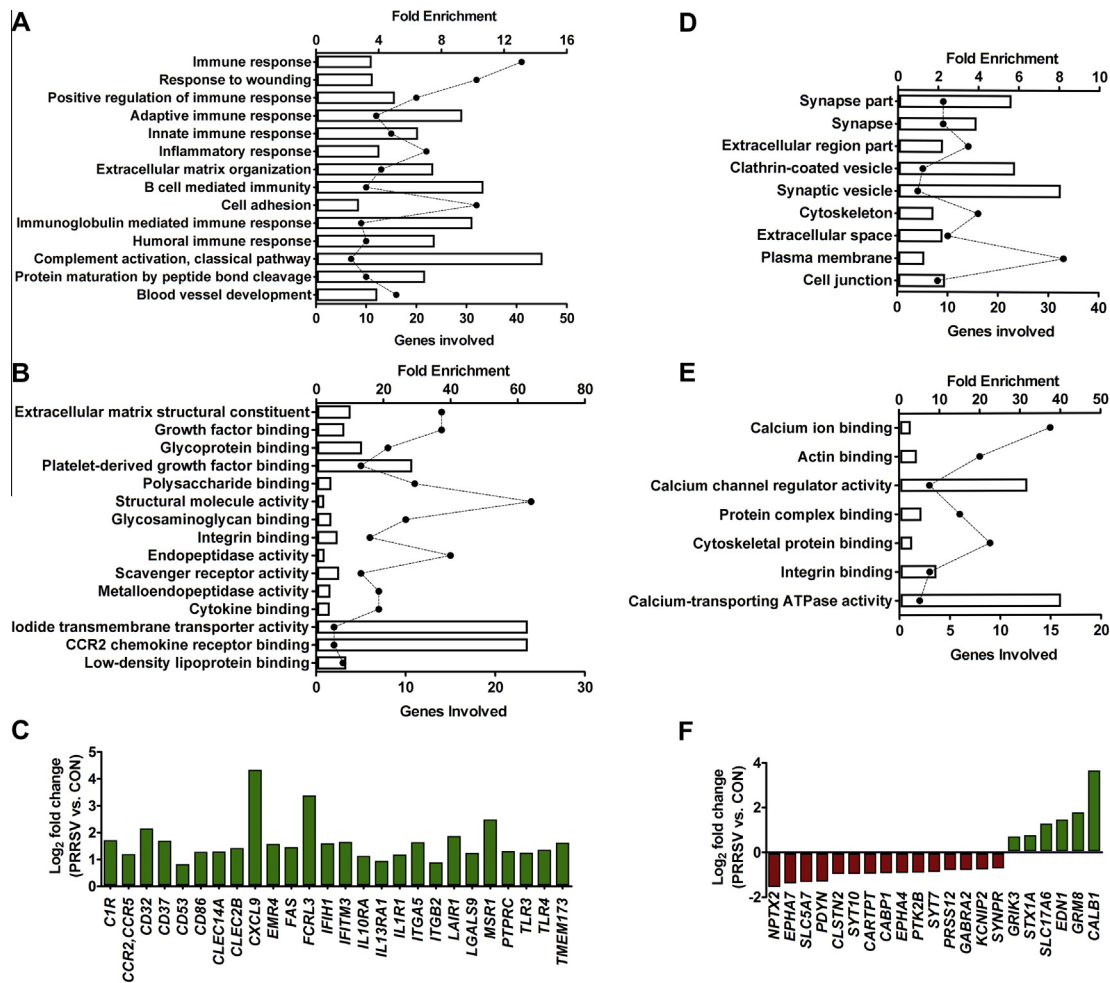 A
Fold Enrichment
0 4 8 12 16
Immune response
Response to wounding
Positive regulation of immune response
Adaptive immune response
Innate immune response
Inflammatory response
Extracellular matrix organization
B cell mediated immunity
Cell adhesion
Immunoglobulin mediated immune response
Humoral immune response
Complement activation, classical pathway
Protein maturation by peptide bond cleavage
Blood vessel development
0 10 20 30 40 50
Genes involved
B
Fold Enrichment
0 20 40 60 80
Extracellular matrix structural constituent
Growth factor binding
Glycoprotein binding
Platelet-derived growth factor binding
Polysaccharide binding
Structural molecule activity
Glycosaminoglycan binding
Integrin binding
Endopeptidase activity
Scavenger receptor activity
Metalloendopeptidase activity
Cytokine binding
Iodide transmembrane transporter activity
CCR2 chemokine receptor binding
Low-density lipoprotein binding
0 10 20 30
Genes Involved
C
Log2 fold change
(PRRSV vs. CON)
5
4
3
2
1
0
C1R
CCR2,CCR5
CD32
CD37
CD53
CD86
CLEC14A
CLEC2B
CXCL9
EMR4
FAS
FCRL3
IFIH1
IFITM3
IL10RA
IL13RA1
IL1R1
ITGA5
ITGB2
LAIR1
LGALS9
MSR1
PTPRC
TLR3
TLR4
TMEM173
D
Fold Enrichment
0 2 4 6 8 10
Synapse part
Synapse
Extracellular region part
Clathrin-coated vesicle
Synaptic vesicle
Cytoskeleton
Extracellular space
Plasma membrane
Cell junction
0 10 20 30 40
Genes involved
E
Fold Enrichment
0 10 20 30 40 50
Calcium ion binding
Actin binding
Calcium channel regulator activity
Protein complex binding
Cytoskeletal protein binding
Integrin binding
Calcium-transporting ATPase activity
0 5 10 15 20
Genes Involved
F
Log2 fold change
(PRRSV vs. CON)
4
2
0
-2
NPTX2
EPHA7
SLC5A7
PDYN
CLSTN2
SYT10
CARTPT
CABP1
EPHA4
PTK2B
SYT7
PRSS12
GABRA2
KCNIP2
SYNPR
GRIK3
STX1A
SLC17A6
EDN1
GRM8
CALB1